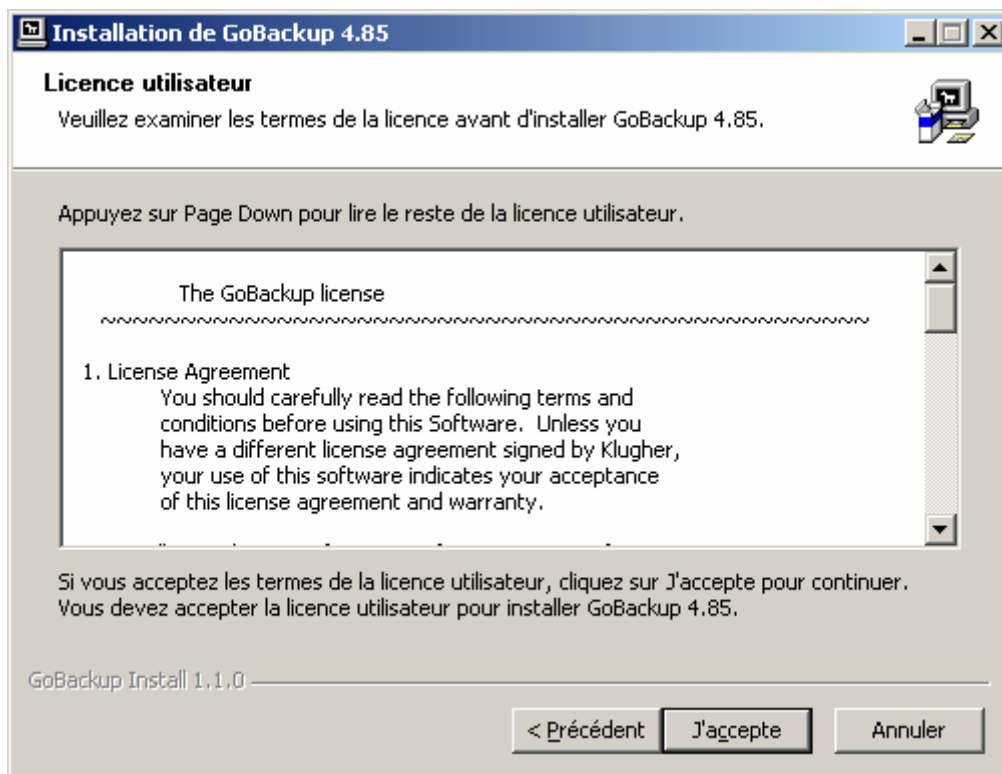 Installation de GoBackup 4.85
Licence utilisateur
Veuillez examiner les termes de la licence avant d'installer GoBackup 4.85.
Appuyez sur Page Down pour lire le reste de la licence utilisateur.
The GoBackup license
~~~~~~~~~~~~~~~~~~~~~~~~~~~~~~~~~~~~~~~~~~~~~~~~
1. License Agreement
You should carefully read the following terms and
conditions before using this Software.  Unless you
have a different license agreement signed by Klugher,
your use of this software indicates your acceptance
of this license agreement and warranty.
Si vous acceptez les termes de la licence utilisateur, cliquez sur J'accepte pour continuer.
Vous devez accepter la licence utilisateur pour installer GoBackup 4.85.
GoBackup Install 1.1.0
< Précédent
J'accepte
Annuler